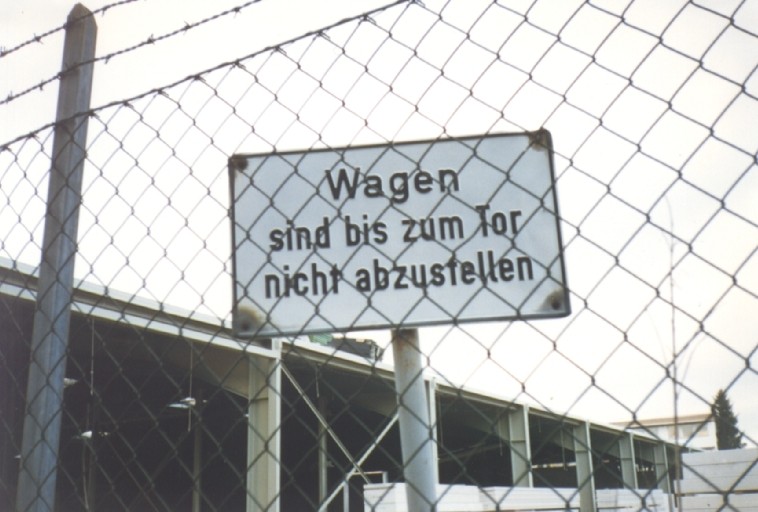 Wagen
sind bis zum Tor
nicht abzustellen